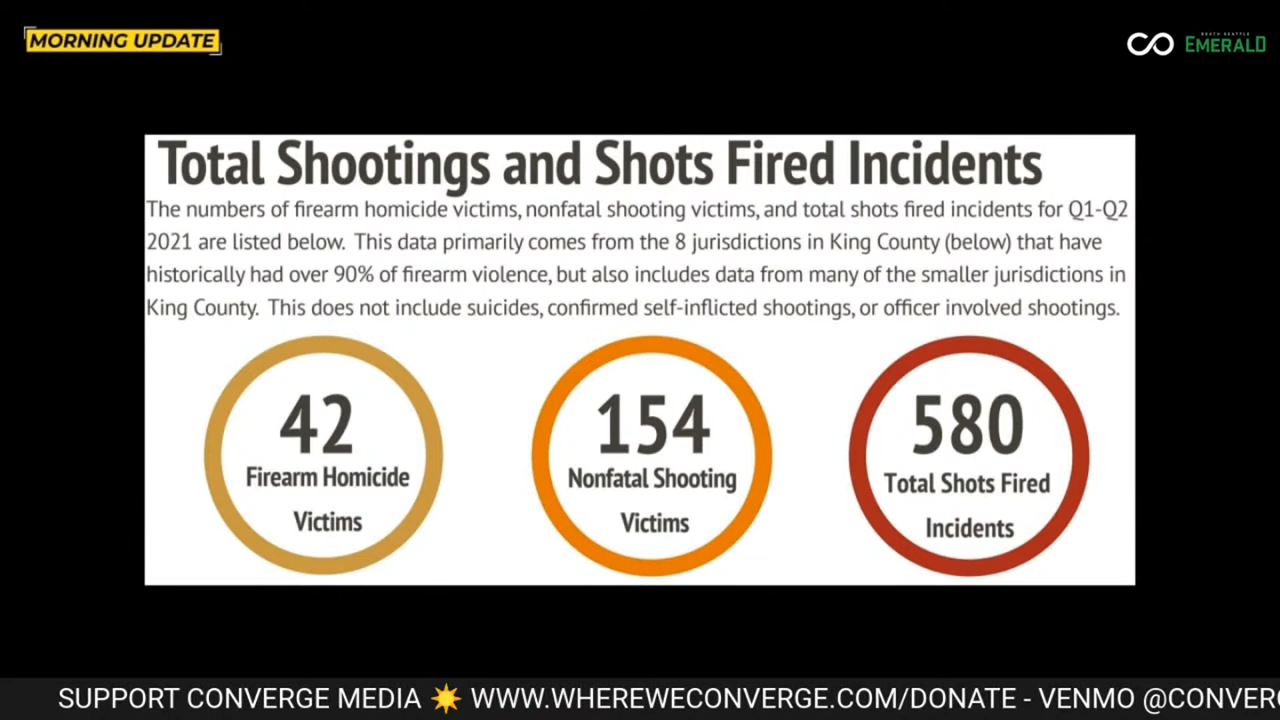 MORNING UPDATE
SOUTH SEATTLE
EMERALD
Total Shootings and Shots Fired Incidents
The numbers of firearm homicide victims, nonfatal shooting victims, and total shots fired incidents for Q1-Q2
2021 are listed below. This data primarily comes from the 8 jurisdictions in King County (below) that have
historically had over 90% of firearm violence, but also includes data from many of the smaller jurisdictions in
King County. This does not include suicides, confirmed self-inflicted shootings, or officer involved shootings.
42
Firearm Homicide
Victims
154
Nonfatal Shooting
Victims
580
Total Shots Fired
Incidents
SUPPORT CONVERGE MEDIA ☀ WWW.WHEREWECONVERGE.COM/DONATE - VENMO @CONVERG